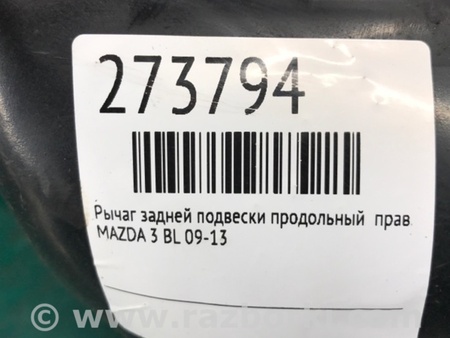 273794
Рычаг задней подвески продольный прав
MAZDA 3 BL 09-13